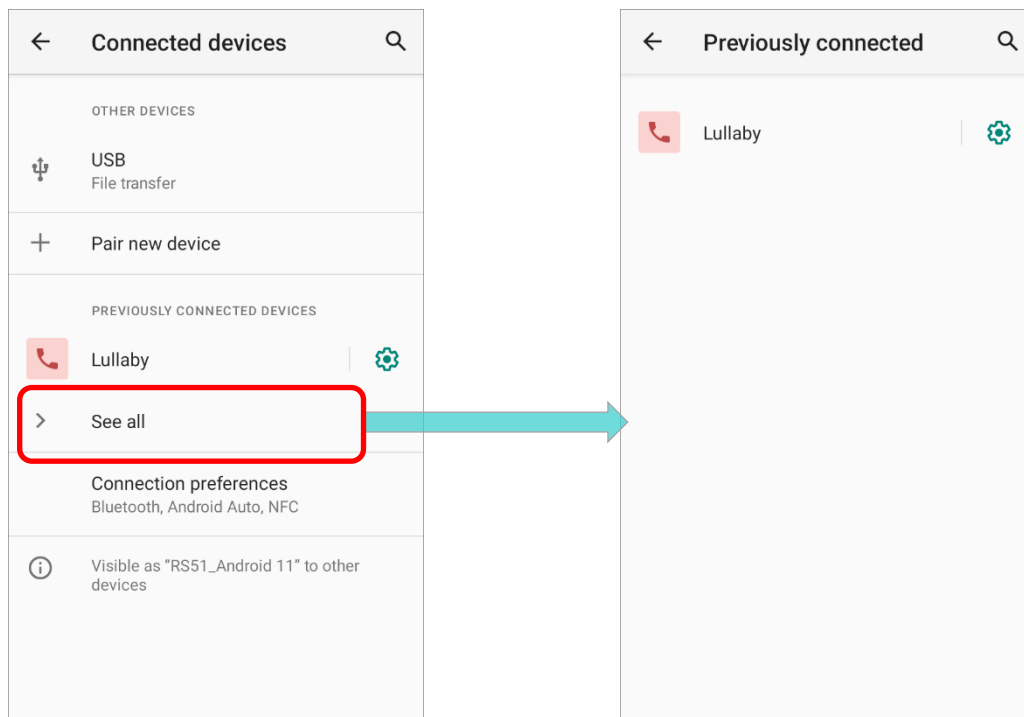 Connected devices
OTHER DEVICES
USB
File transfer
Pair new device
PREVIOUSLY CONNECTED DEVICES
Lullaby
See all
Connection preferences
Bluetooth, Android Auto, NFC
Visible as “RS51_Android 11” to other
devices
Previously connected
Lullaby